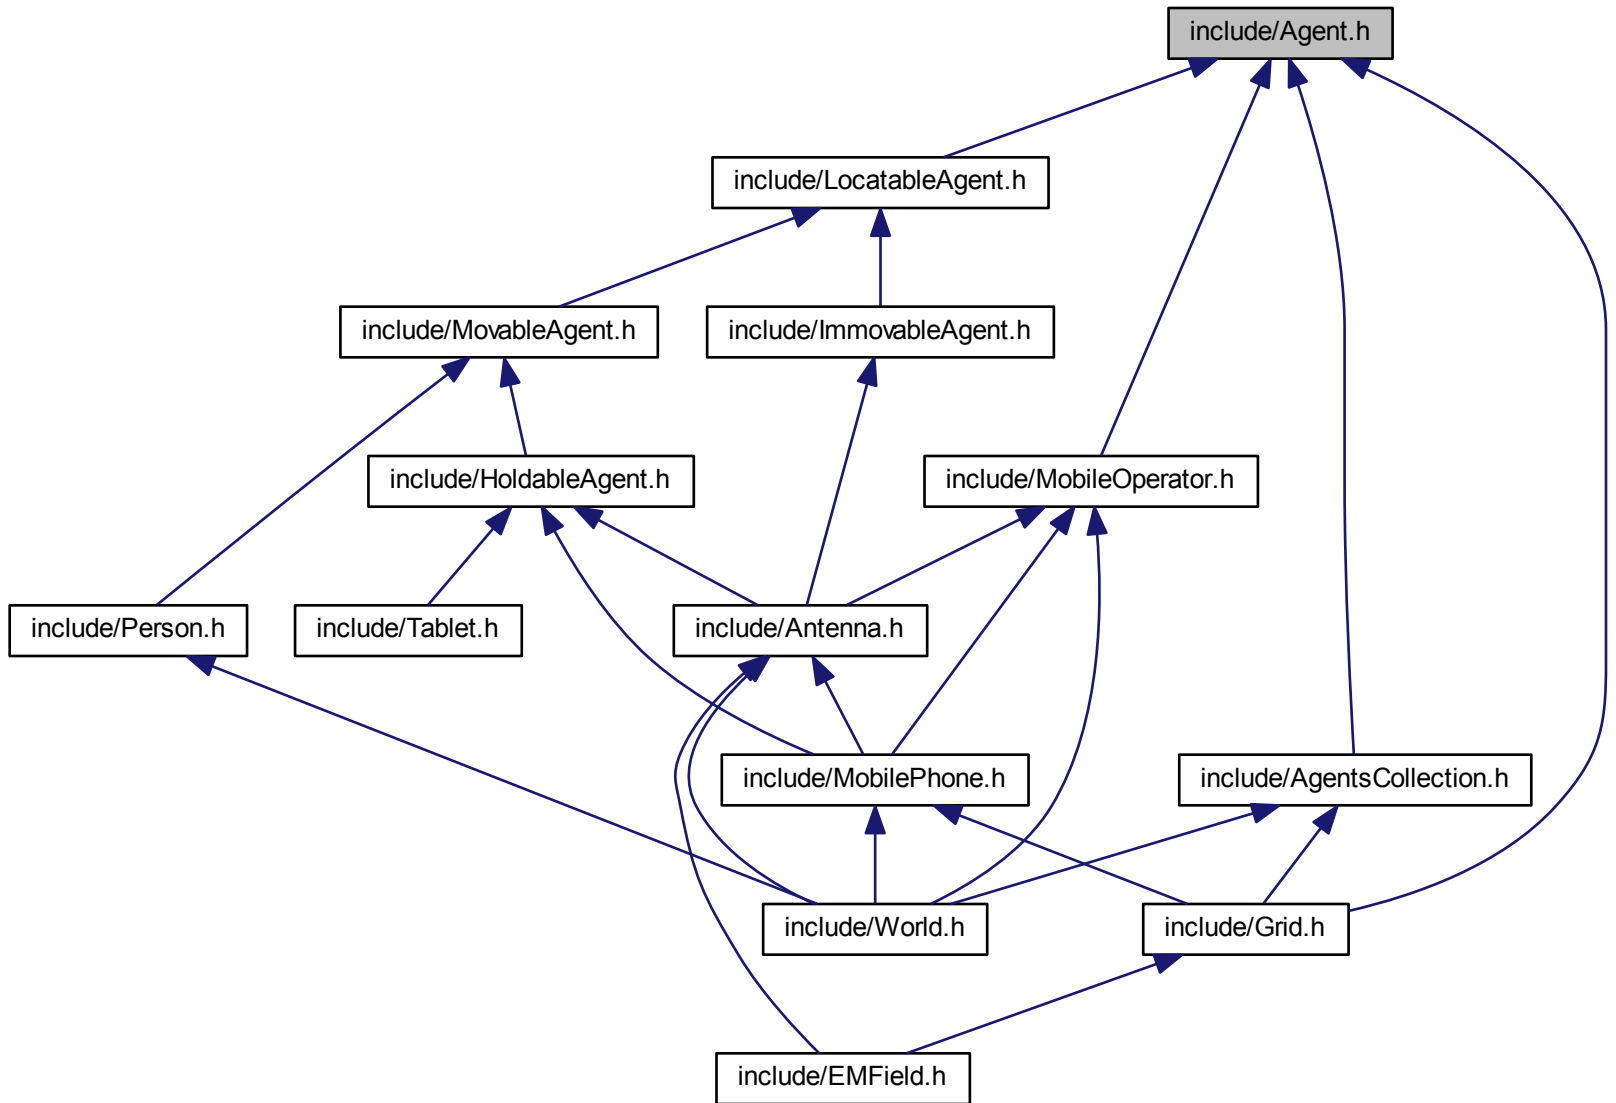 include/Agent.h
include/LocatableAgent.h
include/MovableAgent.h
include/ImmovableAgent.h
include/HoldableAgent.h
include/MobileOperator.h
include/Person.h
include/Tablet.h
include/Antenna.h
include/MobilePhone.h
include/AgentsCollection.h
include/World.h
include/Grid.h
include/EMField.h